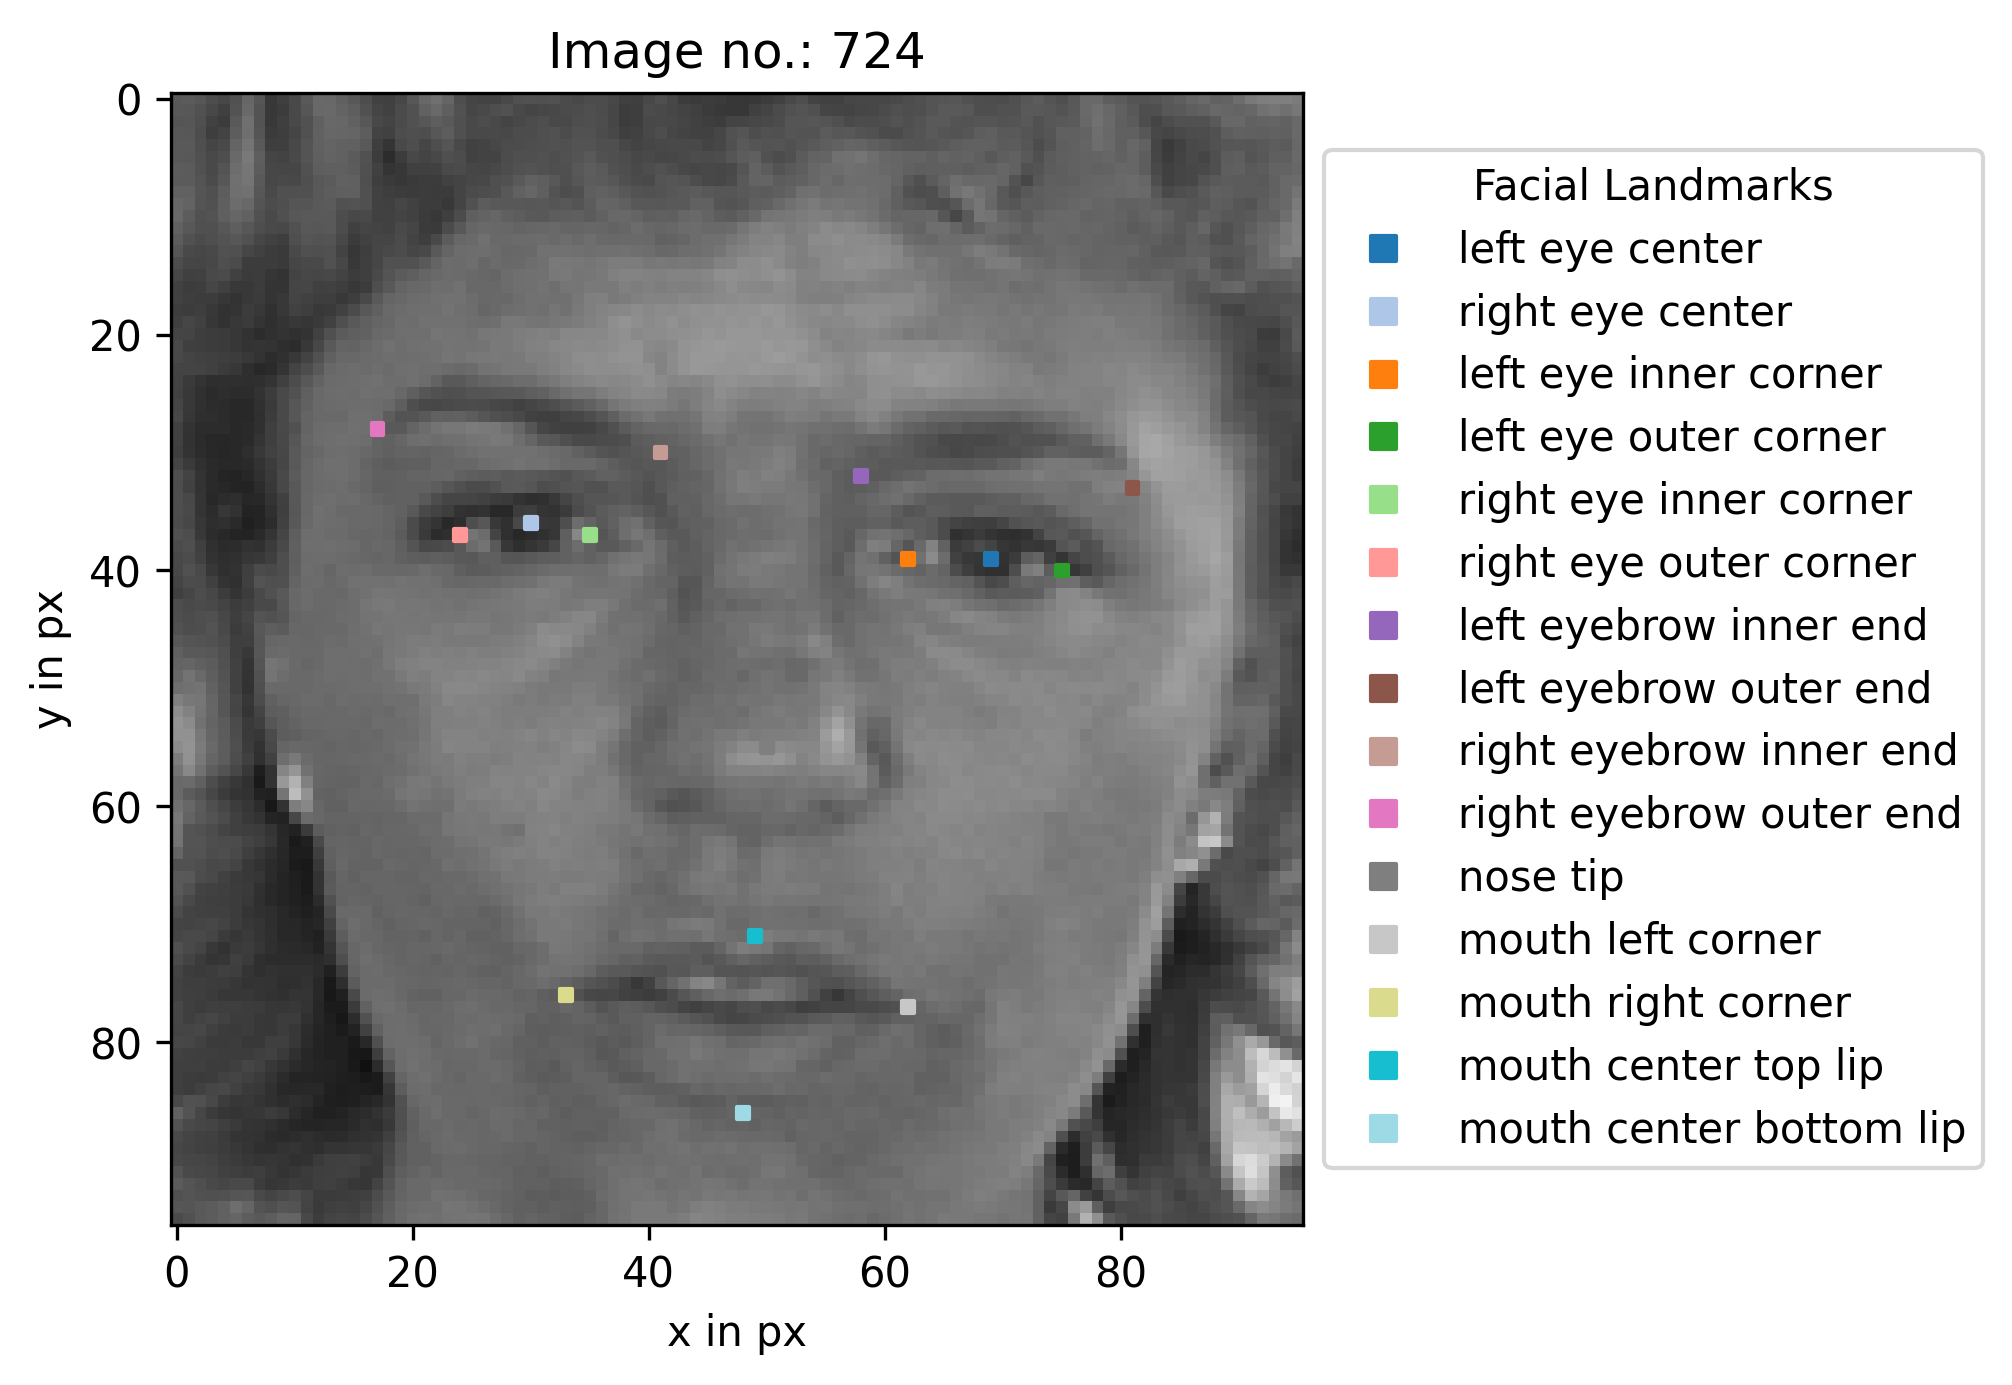 Image no.: 724
0
20
40
60
80
y in px
0 20 40 60 80
x in px
Facial Landmarks
left eye center
right eye center
left eye inner corner
left eye outer corner
right eye inner corner
right eye outer corner
left eyebrow inner end
left eyebrow outer end
right eyebrow inner end
right eyebrow outer end
nose tip
mouth left corner
mouth right corner
mouth center top lip
mouth center bottom lip